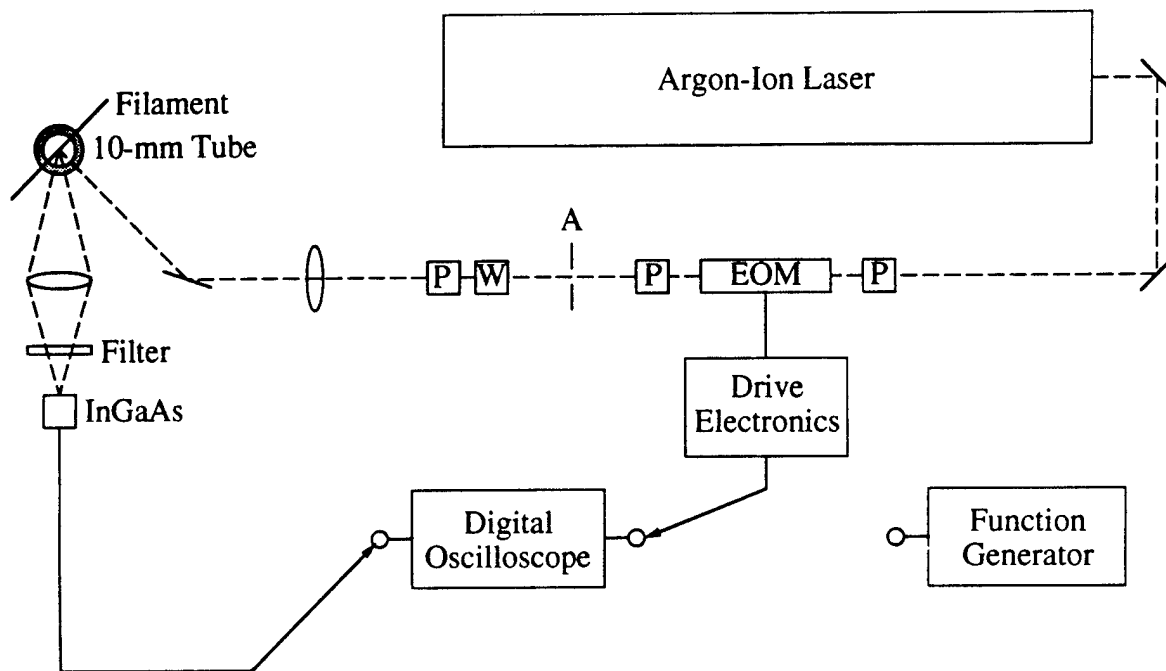 Argon-Ion Laser
Filament
10-mm Tube
A
P
W
P
EOM
P
Filter
InGaAs
Drive
Electronics
Digital
Oscilloscope
Function
Generator